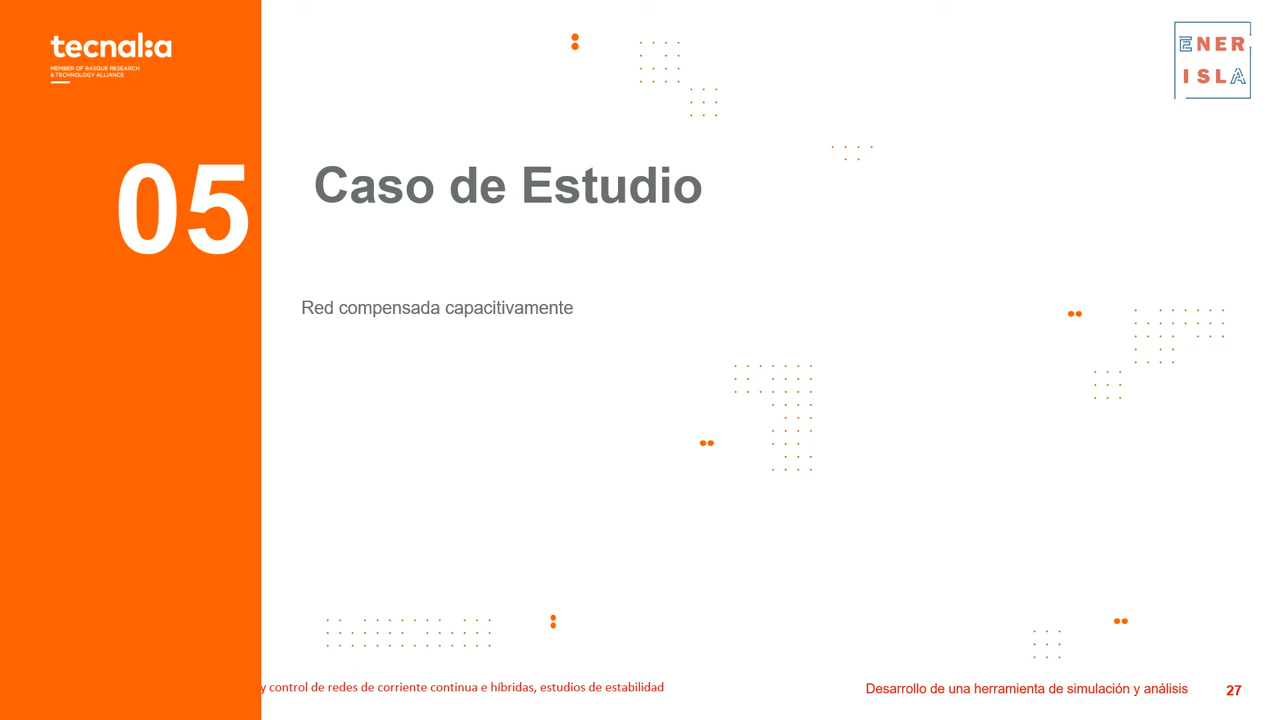 tecnalia
MEMBER OF BASQUE RESEARCH
& TECHNOLOGY ALLIANCE
ENER
ISLA
05
Caso de Estudio
Red compensada capacitivamente
y control de redes de corriente continua e híbridas, estudios de estabilidad
Desarrollo de una herramienta de simulación y análisis
27